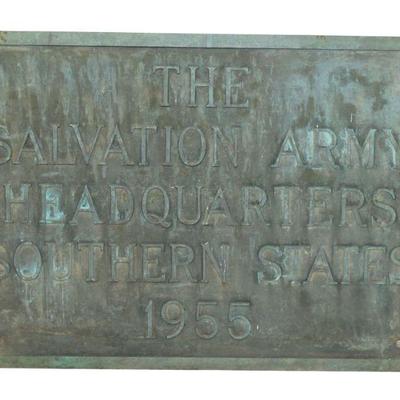 THE
SALVATION ARMY
HEADQUARTERS
SOUTHERN STATES
1955